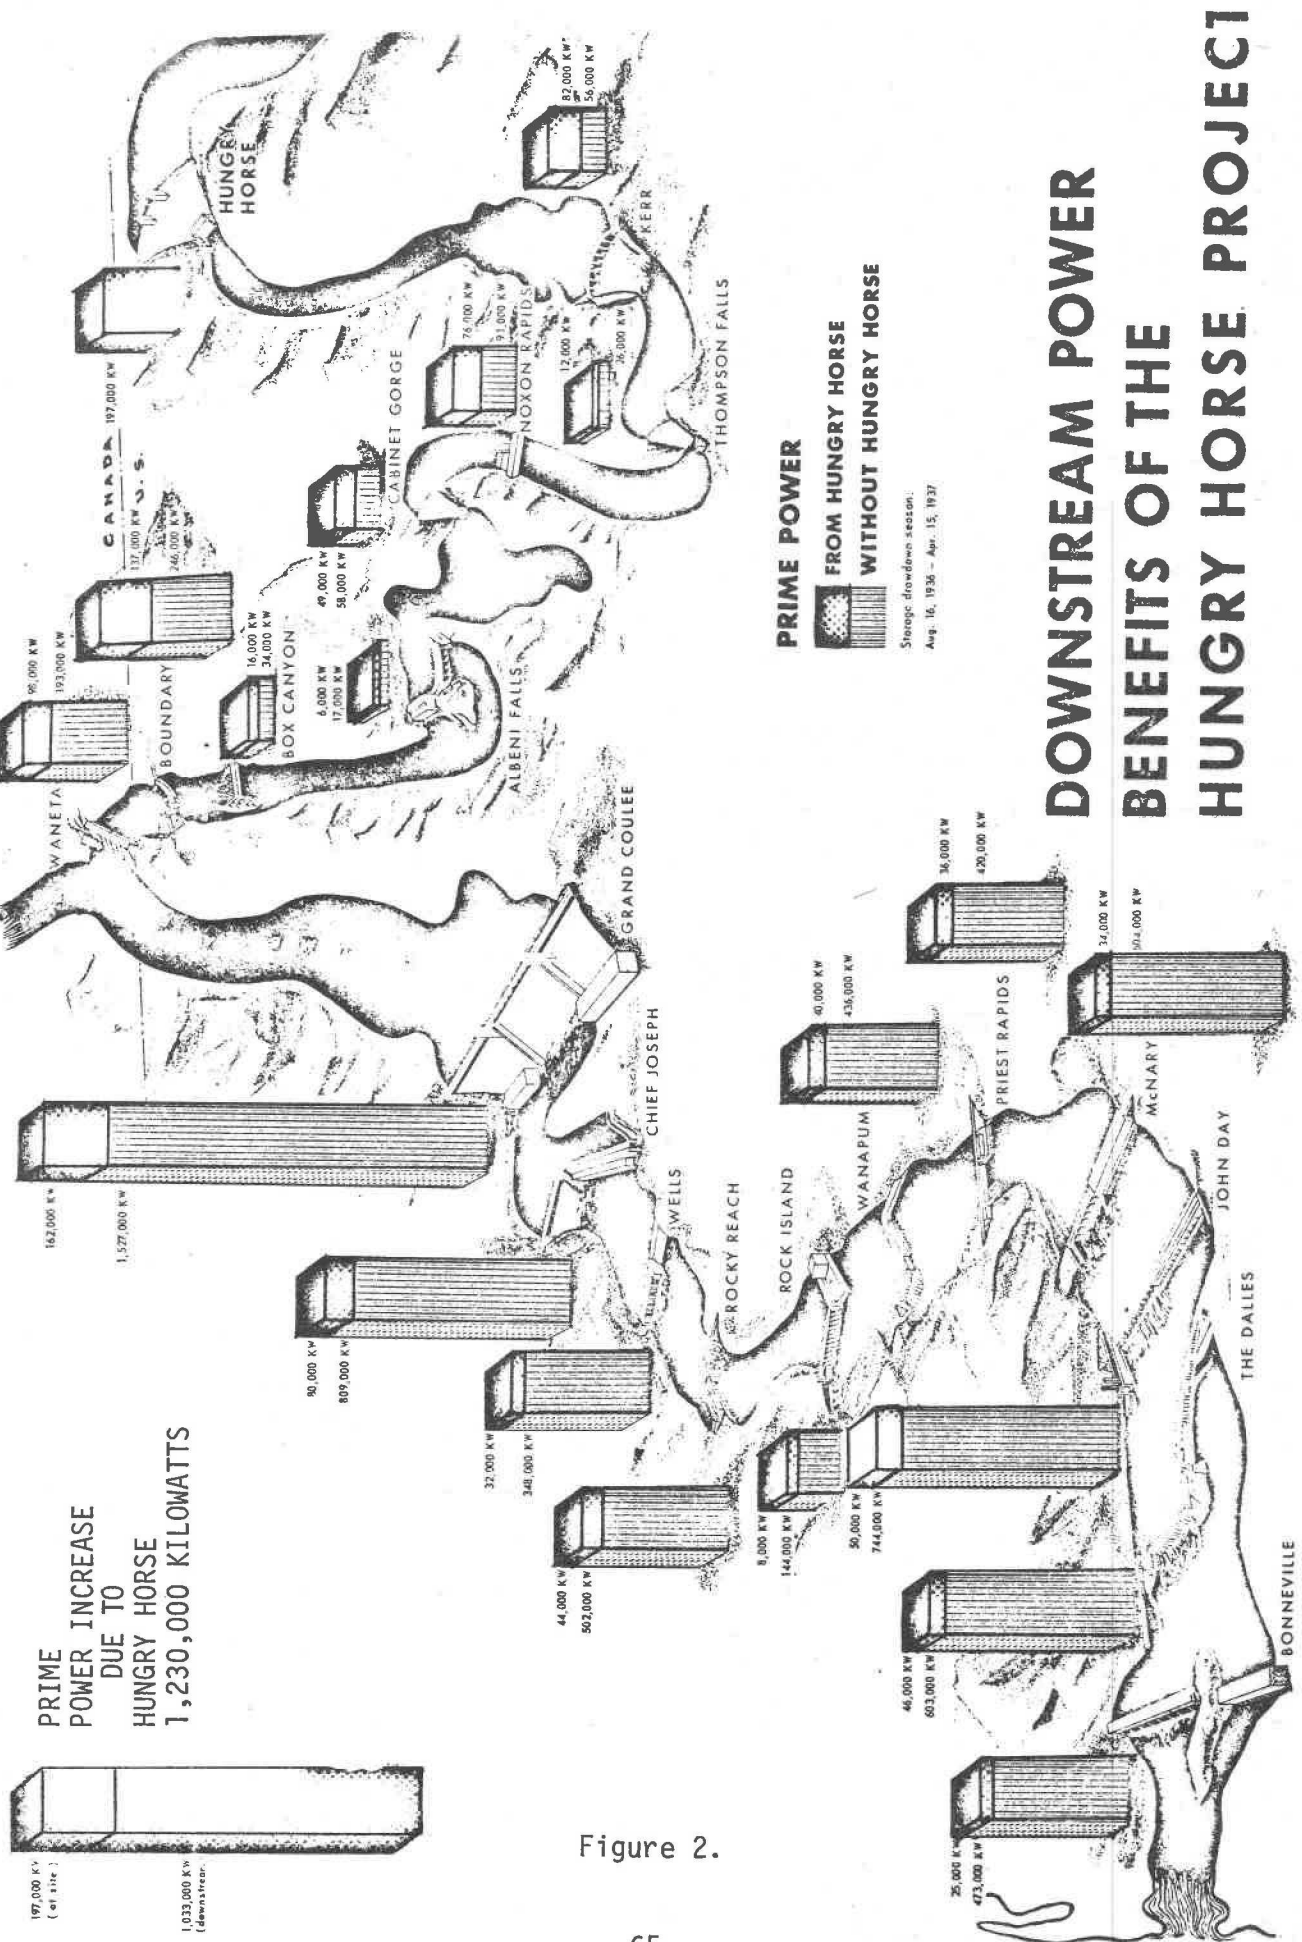 PRIME
POWER INCREASE
DUE TO
HUNGRY HORSE
1,230,000 KILOWATTS
197,000 KW
( at site )
1,033,000 KW
(downstream)
162,000 KW
1,527,000 KW
80,000 KW
809,000 KW
32,000 KW
348,000 KW
44,000 KW
502,000 KW
8,000 KW
144,000 KW
50,000 KW
744,000 KW
46,000 KW
603,000 KW
25,000 KW
473,000 KW
WANETA
193,000 KW
BOUNDARY
CANADA
U. S.
137,000 KW
246,000 KW
197,000 KW
HUNGRY
HORSE
16,000 KW
34,000 KW
BOX CANYON
6,000 KW
17,000 KW
ALBENI FALLS
49,000 KW
58,000 KW
CABINET GORGE
76,000 KW
91,000 KW
NOXON RAPIDS
12,000 KW
26,000 KW
THOMPSON FALLS
82,000 KW
56,000 KW
KERR
GRAND COULEE
CHIEF JOSEPH
WELLS
ROCKY REACH
ROCK ISLAND
WANAPUM
40,000 KW
436,000 KW
PRIEST RAPIDS
36,000 KW
420,000 KW
McNARY
34,000 KW
504,000 KW
JOHN DAY
THE DALLES
BONNEVILLE
PRIME POWER
FROM HUNGRY HORSE
WITHOUT HUNGRY HORSE
Storage drawdown season:
Aug. 16, 1936 - Apr. 15, 1937
DOWNSTREAM POWER
BENEFITS OF THE
HUNGRY HORSE PROJECT
Figure 2.